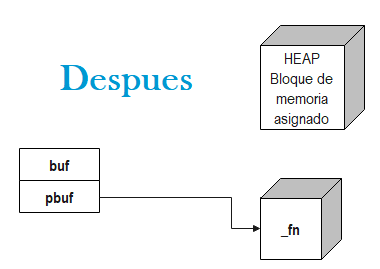 HEAP
Bloque de
memoria
asignado
Despues
buf
pbuf
_fn